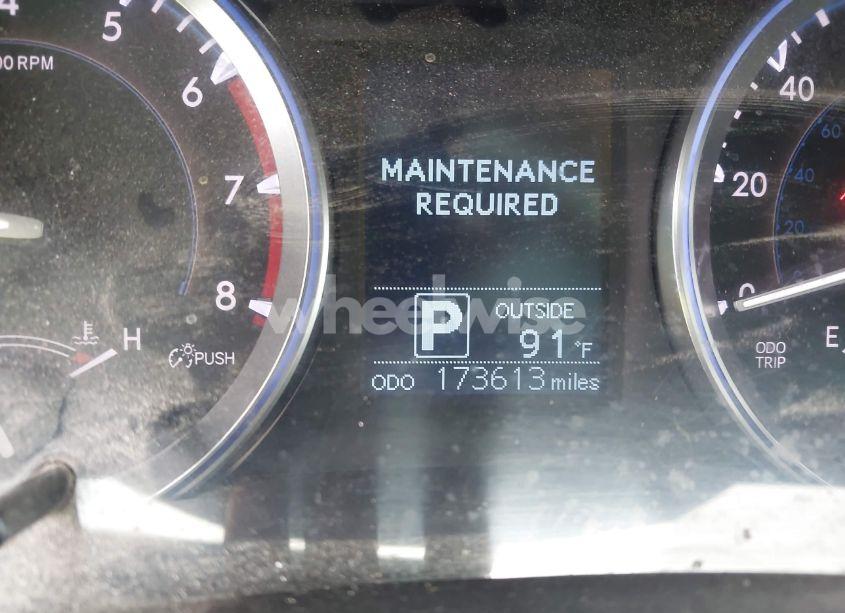 4
5
00 RPM
6
7
8
H
PUSH
MAINTENANCE
REQUIRED
wheelwise
P
OUTSIDE
91°F
ODO 173613 miles
40
20
0
60
40
20
ODO
TRIP
E